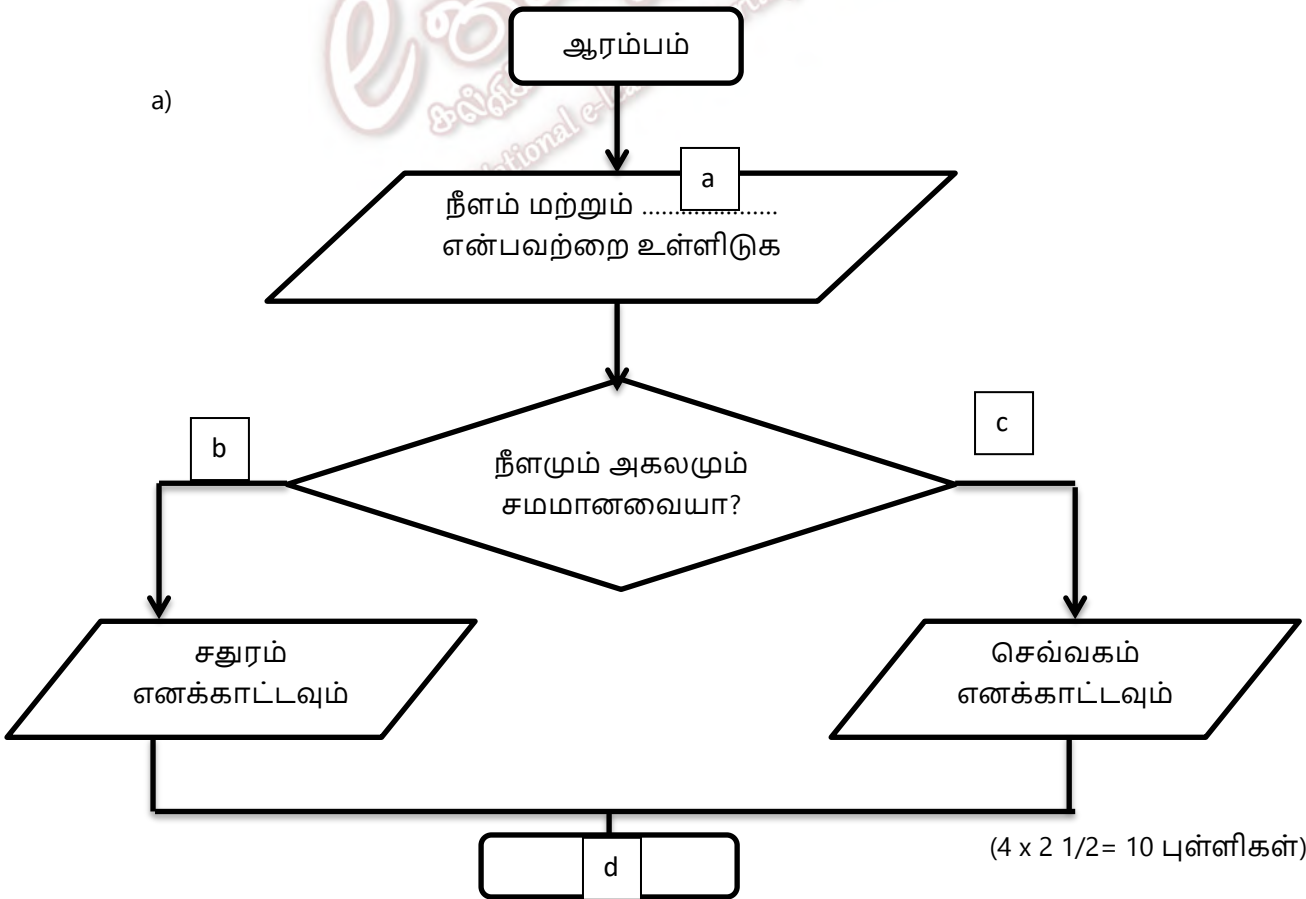 ஆரம்பம்
a)
a
நீளம் மற்றும் .....................
என்பவற்றை உள்ளிடுக
b
c
நீளமும் அகலமும்
சமமானவையா?
சதுரம்
எனக்காட்டவும்
செவ்வகம்
எனக்காட்டவும்
d
(4 x 2 1/2= 10 புள்ளிகள்)